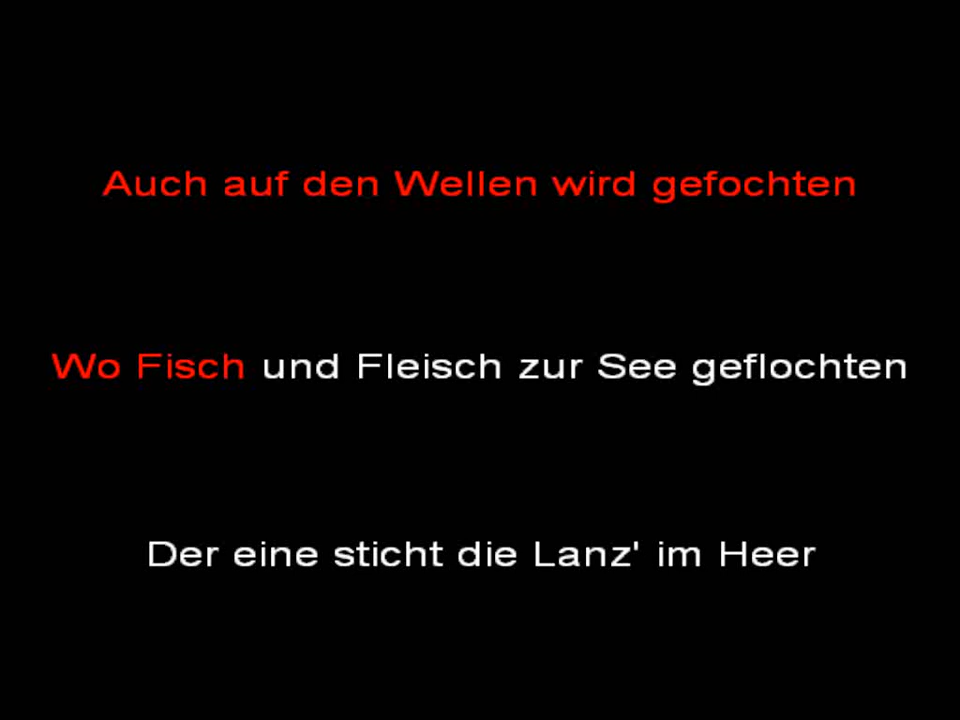 Auch auf den Wellen wird gefochten
Wo Fisch und Fleisch zur See geflochten
Der eine sticht die Lanz' im Heer